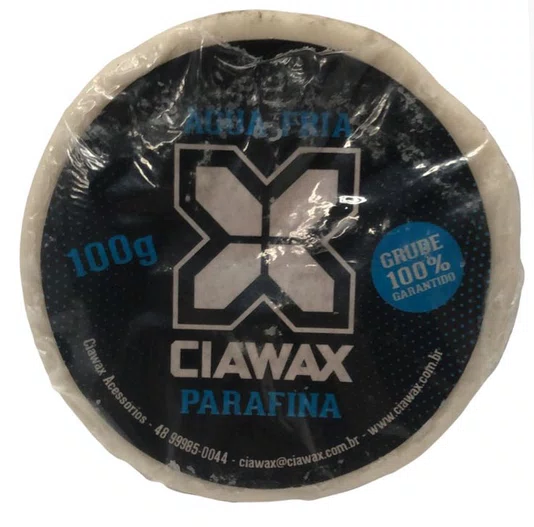 AGUA FRIA
100g
GRUDE
100%
GARANTIDO
CIAWAX
PARAFINA
Ciawax Acessórios - 48 99985-0044 - ciawax@ciawax.com.br - www.ciawax.com.br